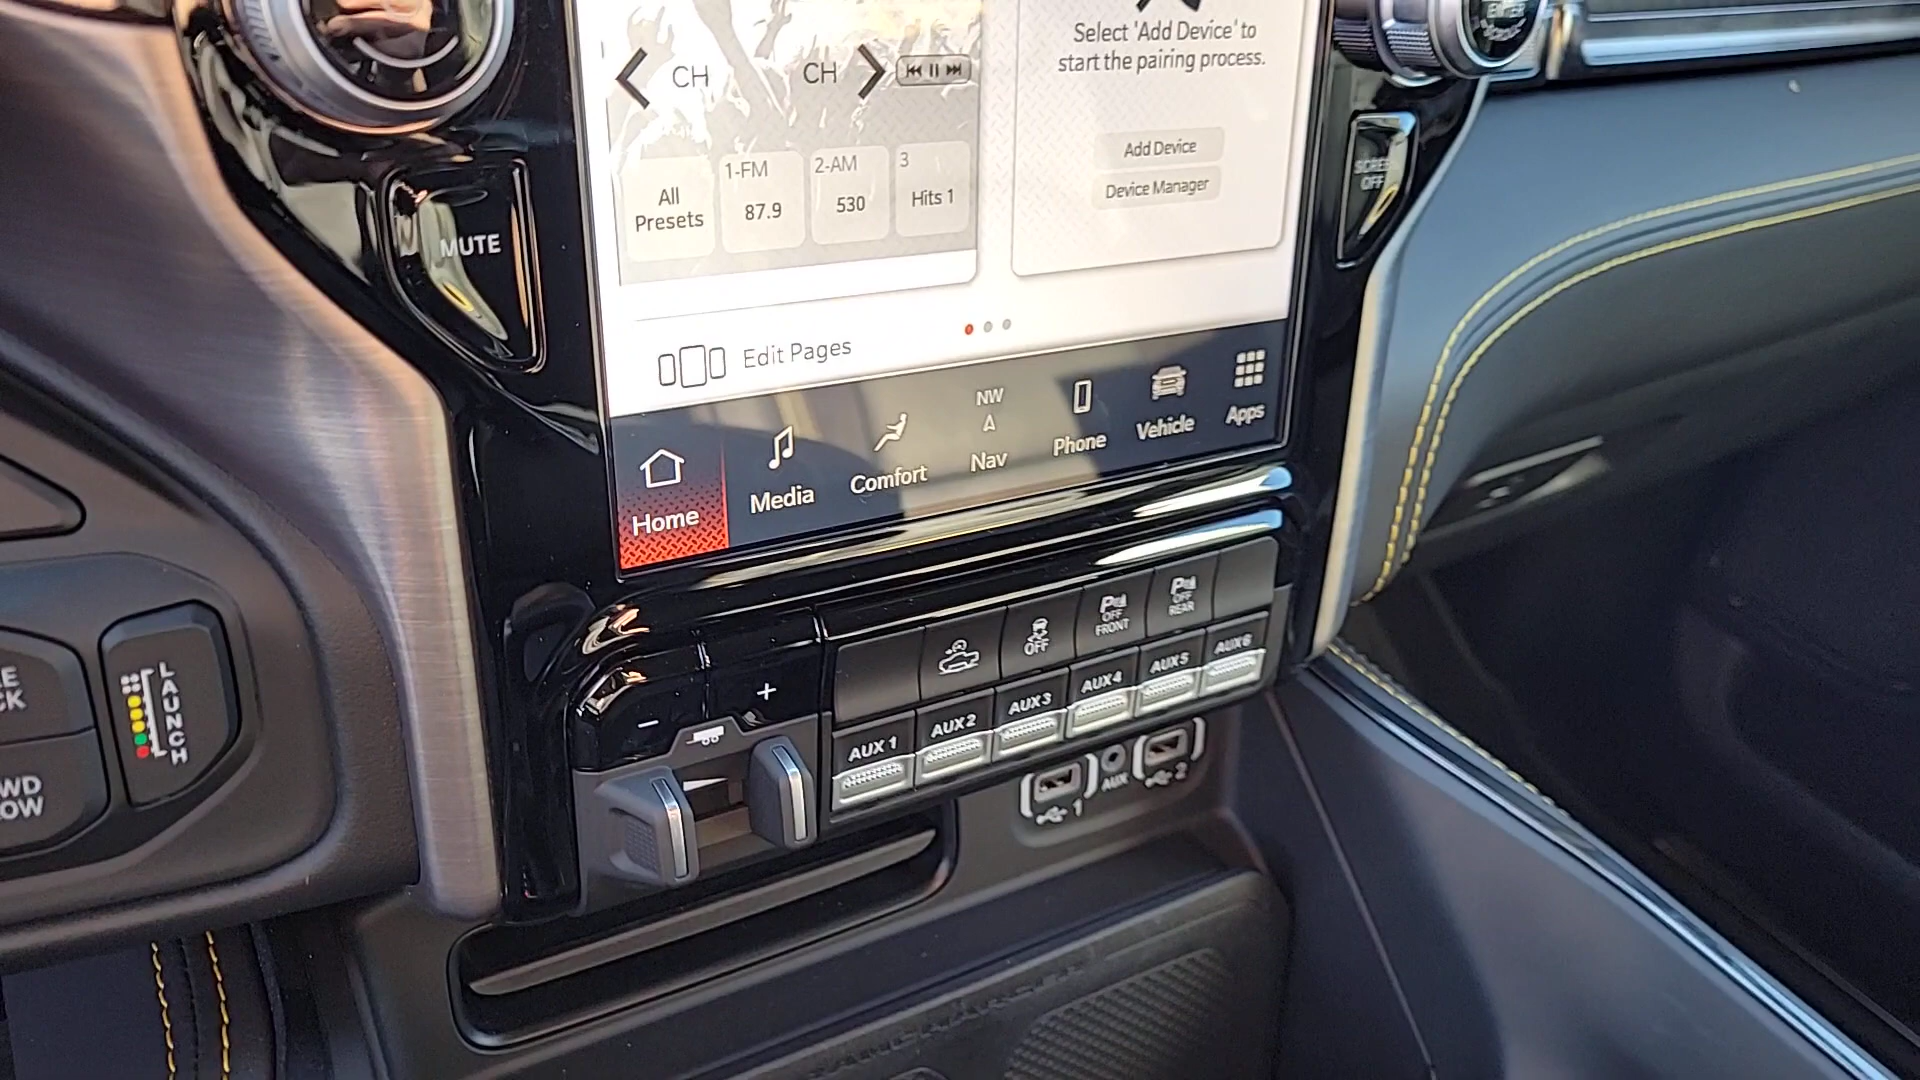 Select 'Add Device' to
start the pairing process.
CH
CH
Add Device
Device Manager
All
Presets
1-FM
87.9
2-AM
530
3
Hits 1
MUTE
OFF
Edit Pages
Home
Media
Comfort
NW
Nav
Phone
Vehicle
Apps
LAUNCH
- +
OFF
P OFF FRONT
P OFF REAR
AUX 1
AUX 2
AUX 3
AUX 4
AUX 5
AUX 6
1
AUX
2